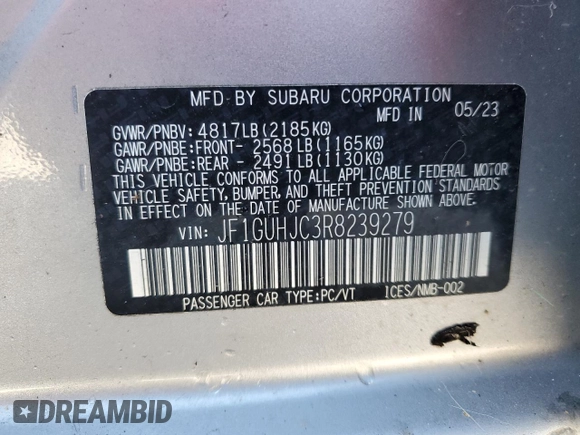 MFD BY SUBARU CORPORATION
MFD IN 05/23
GVWR/PNBV: 4817LB(2185KG)
GAWR/PNBE:FRONT- 2568LB(1165KG)
GAWR/PNBE:REAR - 2491LB(1130KG)
THIS VEHICLE CONFORMS TO ALL APPLICABLE FEDERAL MOTOR
VEHICLE SAFETY, BUMPER, AND THEFT PREVENTION STANDARDS
IN EFFECT ON THE DATE OF MANUFACTURE SHOWN ABOVE.
VIN: JF1GUHJC3R8239279
PASSENGER CAR TYPE:PC/VT ICES/NMB-002
DREAMBID